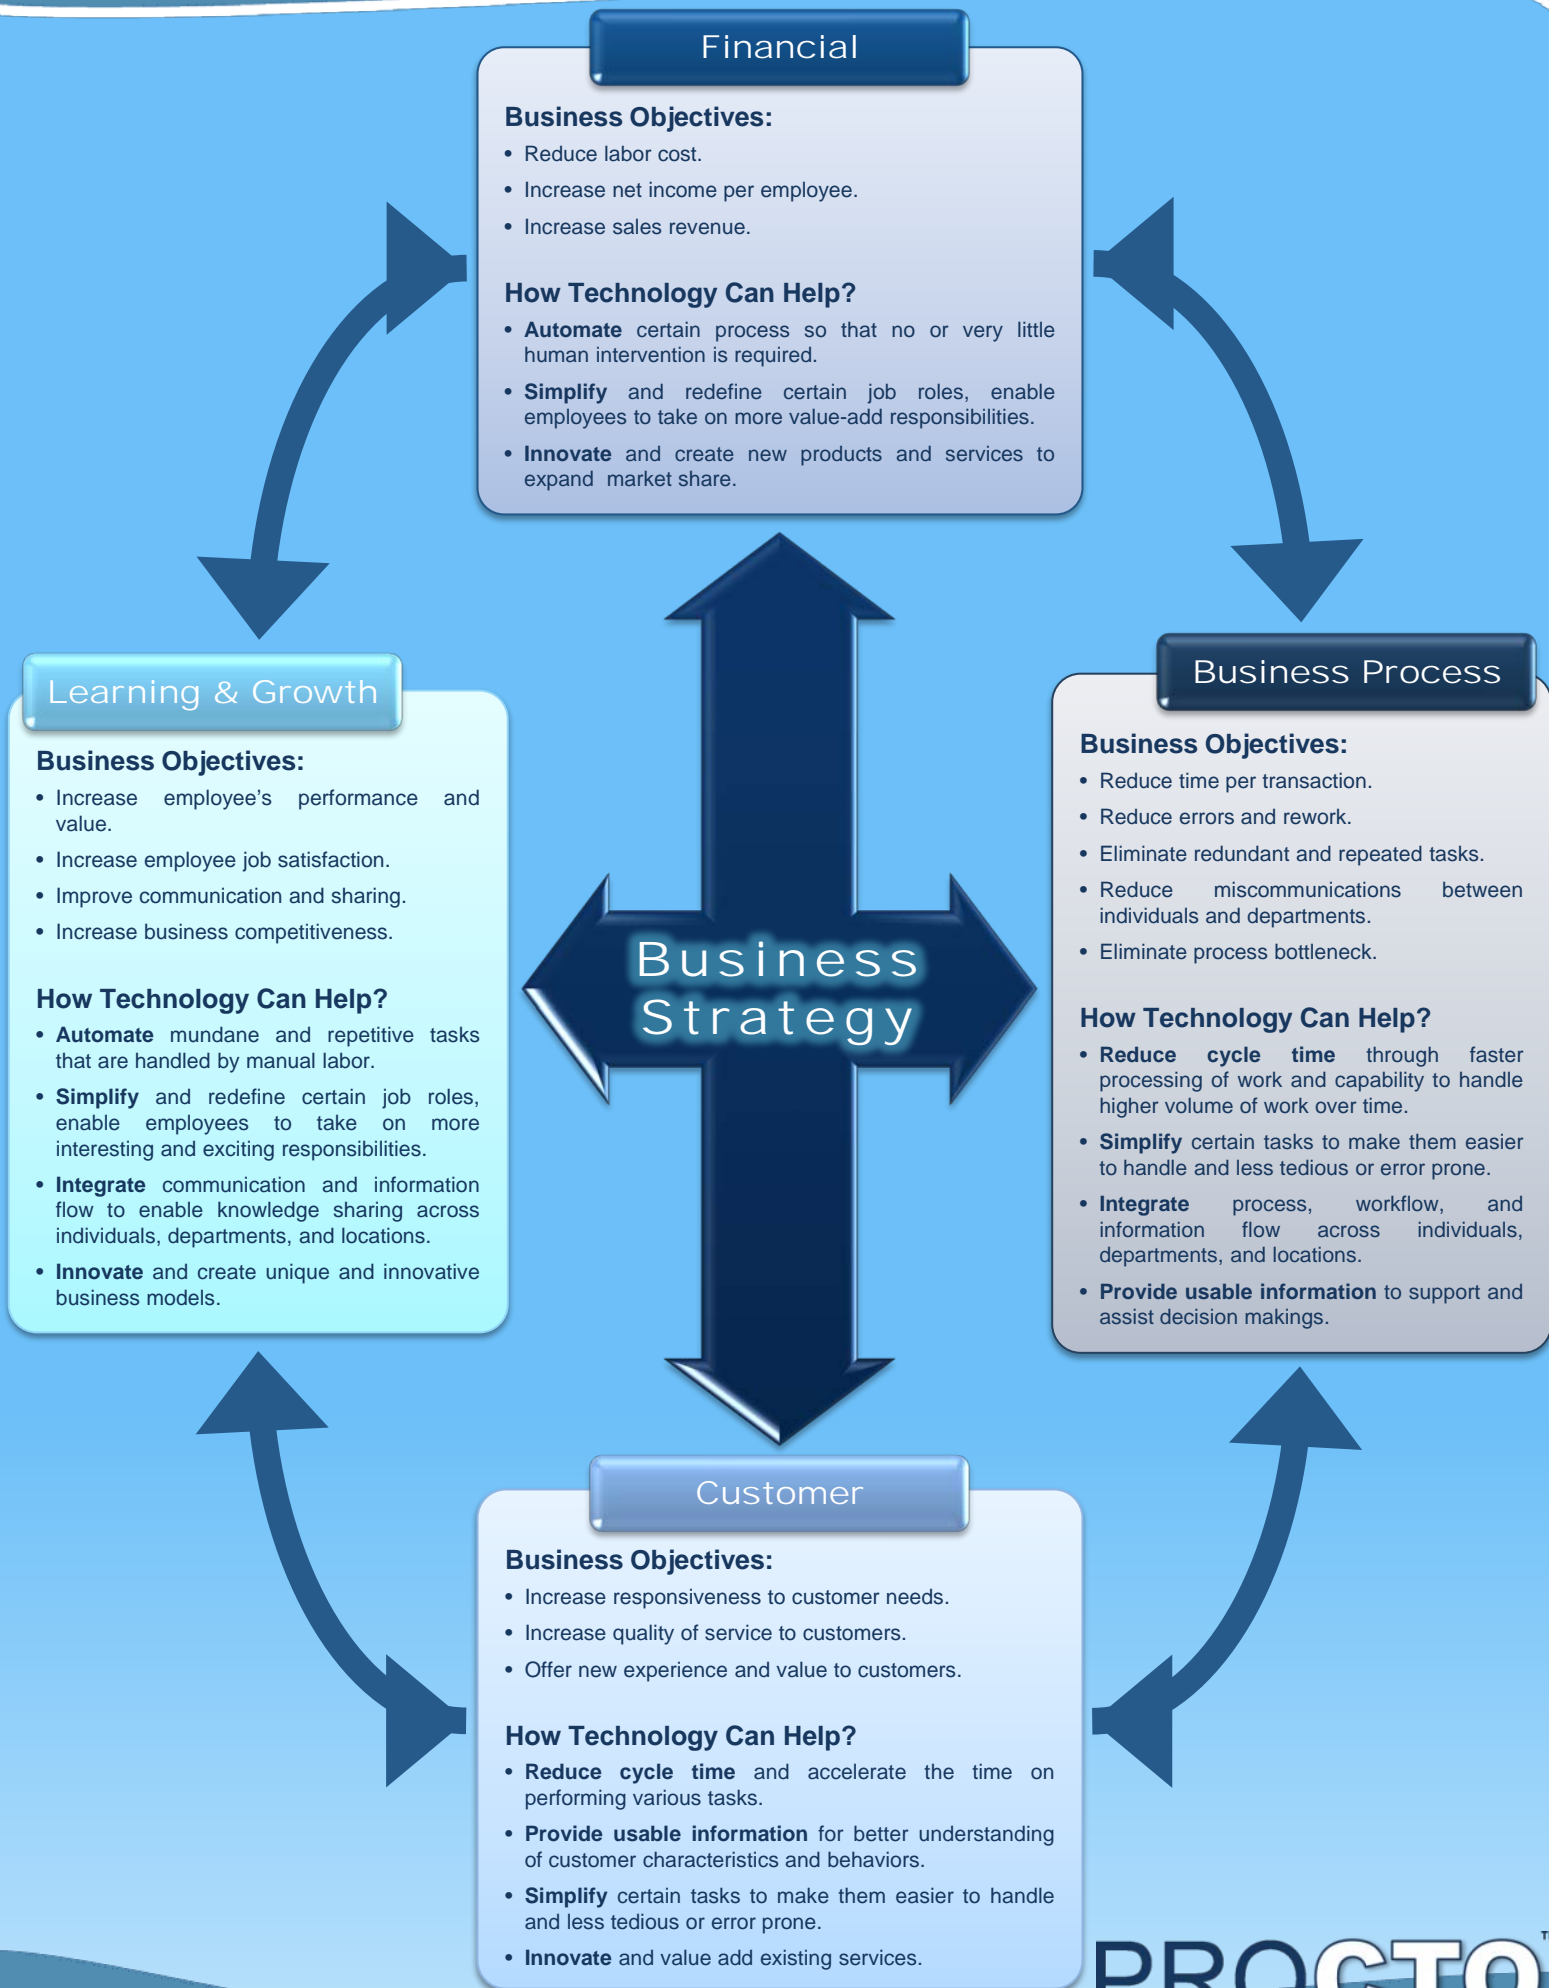 Financial
Business Objectives:
• Reduce labor cost.
• Increase net income per employee.
• Increase sales revenue.
How Technology Can Help?
• Automate certain process so that no or very little
human intervention is required.
• Simplify and redefine certain job roles, enable
employees to take on more value-add responsibilities.
• Innovate and create new products and services to
expand market share.
Learning & Growth
Business Objectives:
• Increase employee's performance and
value.
• Increase employee job satisfaction.
• Improve communication and sharing.
• Increase business competitiveness.
How Technology Can Help?
• Automate mundane and repetitive tasks
that are handled by manual labor.
• Simplify and redefine certain job roles,
enable employees to take on more
interesting and exciting responsibilities.
• Integrate communication and information
flow to enable knowledge sharing across
individuals, departments, and locations.
• Innovate and create unique and innovative
business models.
Business
Strategy
Business Process
Business Objectives:
• Reduce time per transaction.
• Reduce errors and rework.
• Eliminate redundant and repeated tasks.
• Reduce miscommunications between
individuals and departments.
• Eliminate process bottleneck.
How Technology Can Help?
• Reduce cycle time through faster
processing of work and capability to handle
higher volume of work over time.
• Simplify certain tasks to make them easier
to handle and less tedious or error prone.
• Integrate process, workflow, and
information flow across individuals,
departments, and locations.
• Provide usable information to support and
assist decision makings.
Customer
Business Objectives:
• Increase responsiveness to customer needs.
• Increase quality of service to customers.
• Offer new experience and value to customers.
How Technology Can Help?
• Reduce cycle time and accelerate the time on
performing various tasks.
• Provide usable information for better understanding
of customer characteristics and behaviors.
• Simplify certain tasks to make them easier to handle
and less tedious or error prone.
• Innovate and value add existing services.
PROCTO™